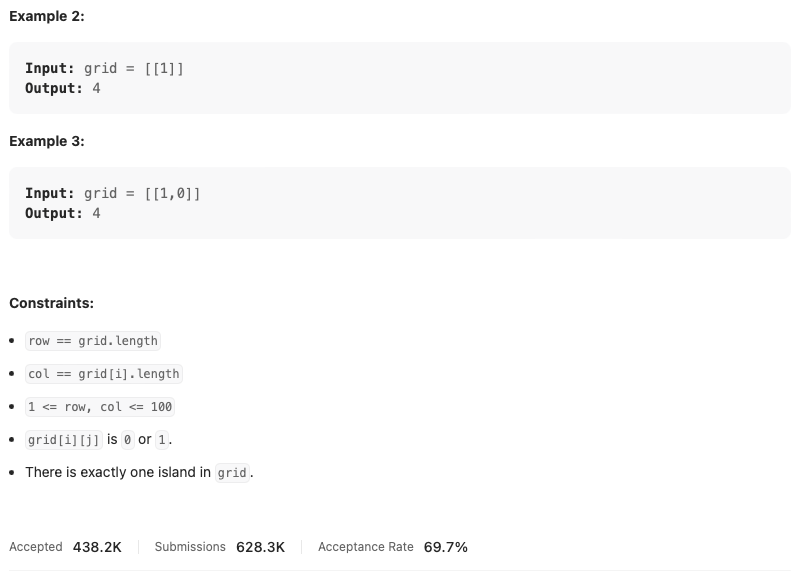 Example 2:
Input: grid = [[1]]
Output: 4
Example 3:
Input: grid = [[1,0]]
Output: 4
Constraints:
• row == grid.length
• col == grid[i].length
• 1 <= row, col <= 100
• grid[i][j] is 0 or 1.
• There is exactly one island in grid.
Accepted 438.2K Submissions 628.3K Acceptance Rate 69.7%